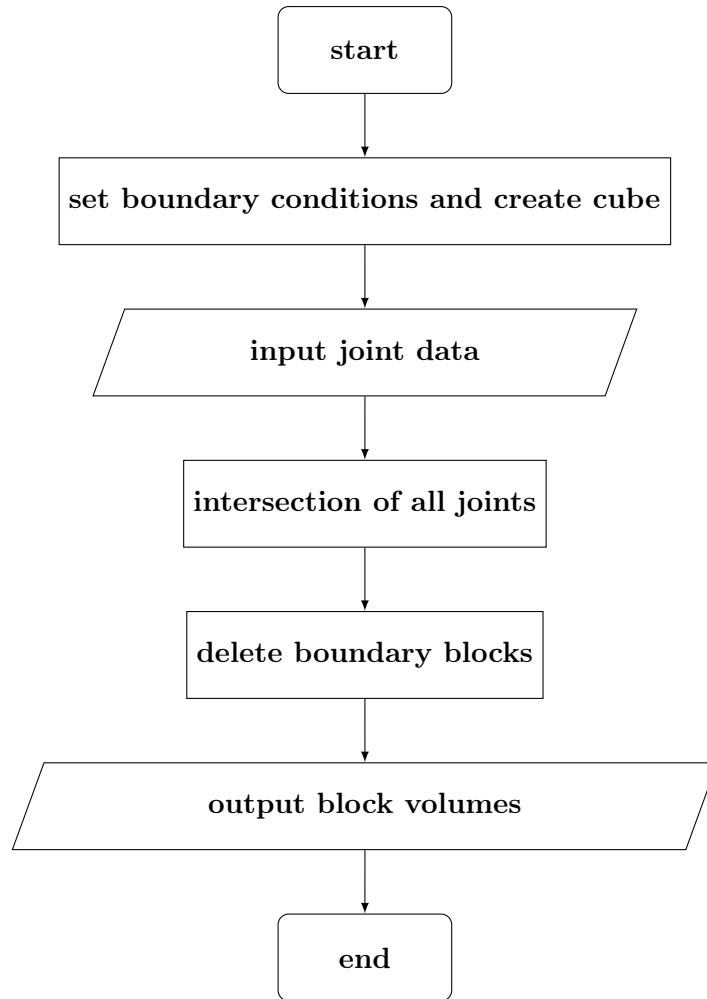 start
set boundary conditions and create cube
input joint data
intersection of all joints
delete boundary blocks
output block volumes
end